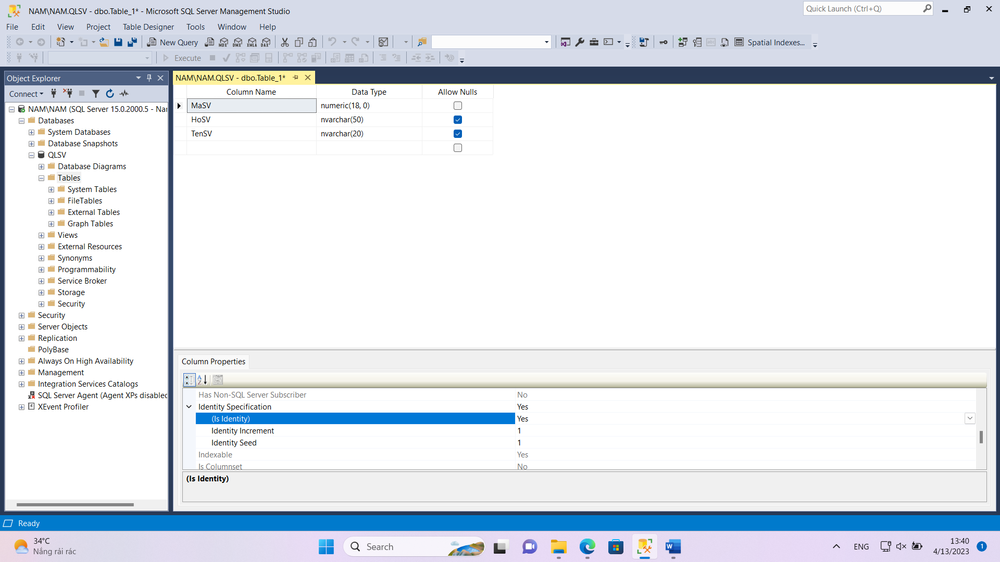 NAM\NAM.QLSV - dbo.Table_1* - Microsoft SQL Server Management Studio
Quick Launch (Ctrl+Q)
File Edit View Project Table Designer Tools Window Help
New Query MDX DMX XMLA DAX Spatial Indexes...
Execute
Object Explorer
Connect
NAM\NAM (SQL Server 15.0.2000.5 - Nar
Databases
System Databases
Database Snapshots
QLSV
Database Diagrams
Tables
System Tables
FileTables
External Tables
Graph Tables
Views
External Resources
Synonyms
Programmability
Service Broker
Storage
Security
Security
Server Objects
Replication
PolyBase
Always On High Availability
Management
Integration Services Catalogs
SQL Server Agent (Agent XPs disabled
XEvent Profiler
NAM\NAM.QLSV - dbo.Table_1*
Column Name Data Type Allow Nulls
MaSV numeric(18, 0)
HoSV nvarchar(50)
TenSV nvarchar(20)
Column Properties
Has Non-SQL Server Subscriber No
Identity Specification Yes
(Is Identity) Yes
Identity Increment 1
Identity Seed 1
Indexable Yes
Is Columnset No
(Is Identity)
Ready
34°C
Nắng rải rác
Search
ENG
13:40
4/13/2023
1